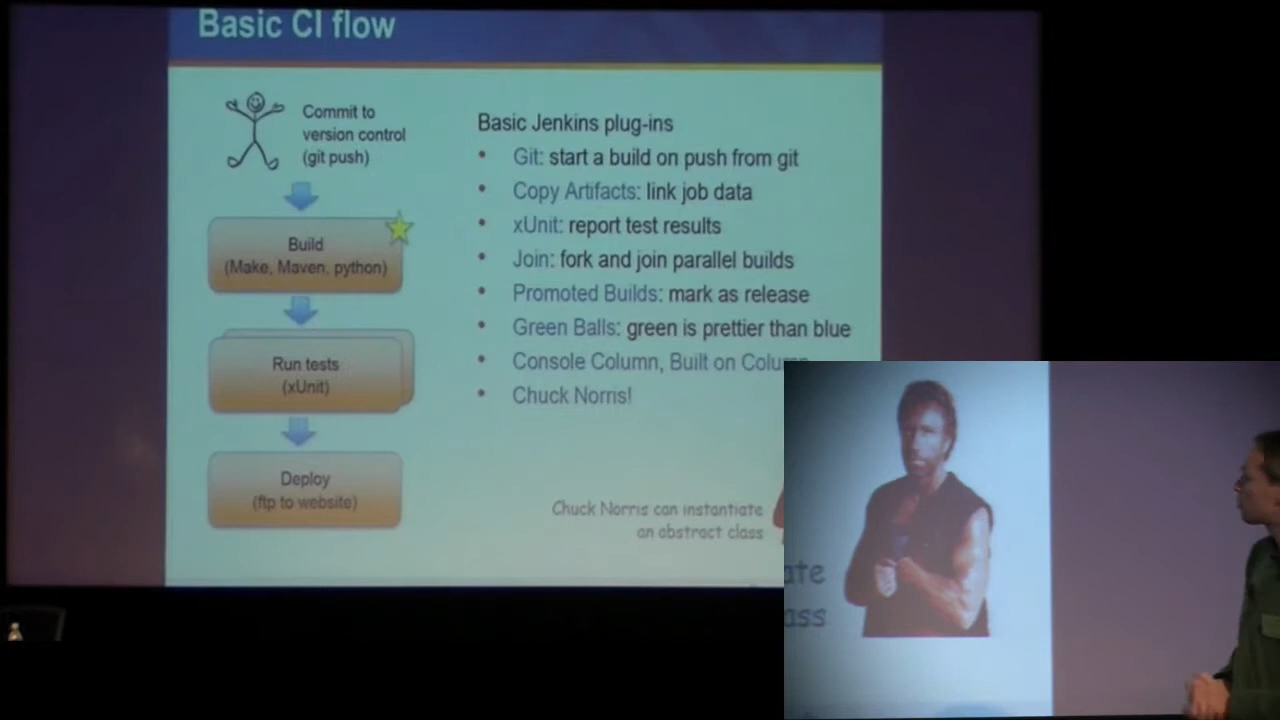 Basic CI flow
Commit to
version control
(git push)
Build
(Make, Maven, python)
Run tests
(xUnit)
Deploy
(ftp to website)
Basic Jenkins plug-ins
• Git: start a build on push from git
• Copy Artifacts: link job data
• xUnit: report test results
• Join: fork and join parallel builds
• Promoted Builds: mark as release
• Green Balls: green is prettier than blue
• Console Column, Built on Column
• Chuck Norris!
Chuck Norris can instantiate
an abstract class
ate
ass